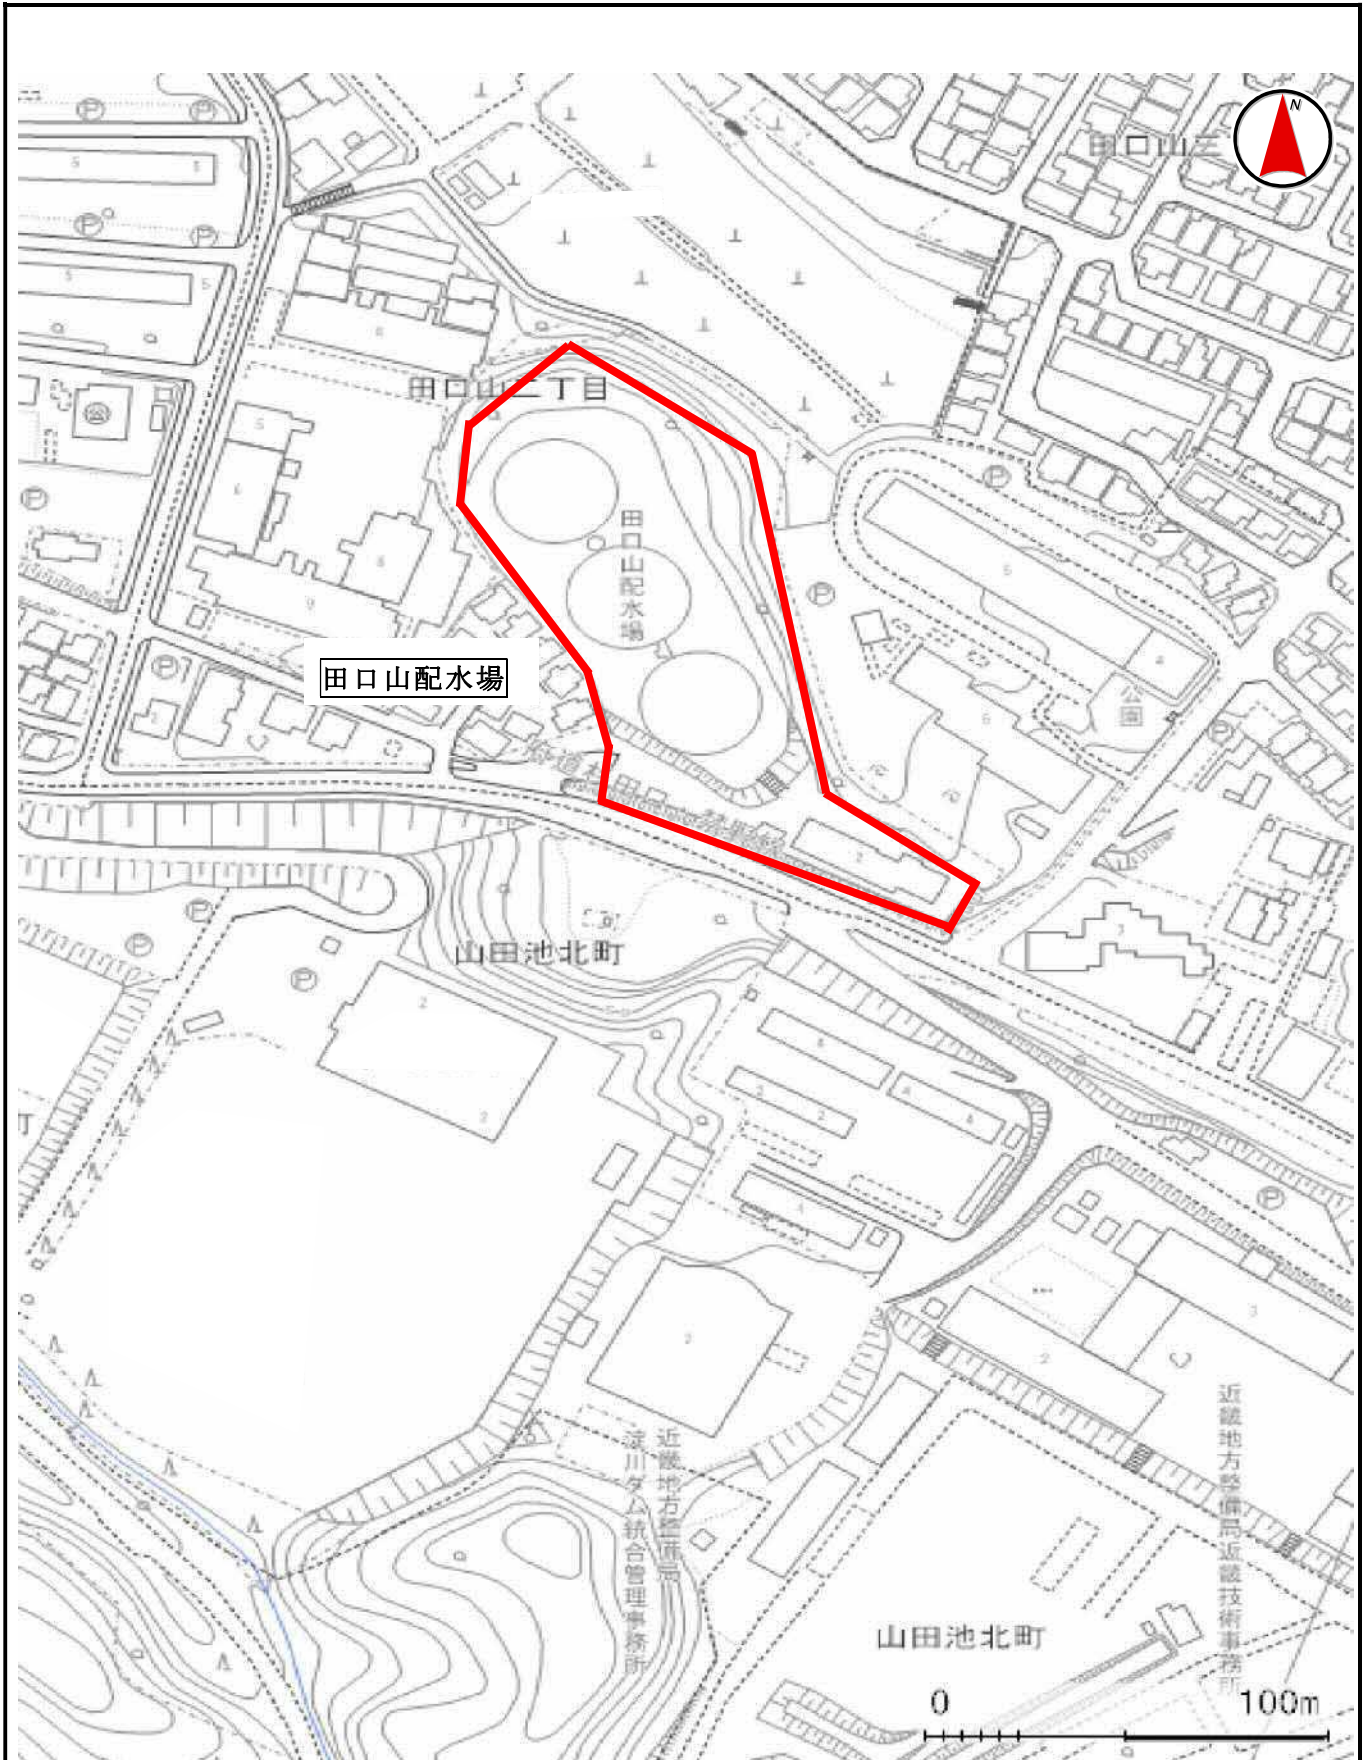 N
田口山三
田口山二丁目
田口山配水場
田口山配水場
公園
山田池北町
近畿地方整備局
淀川ダム統合管理事務所
近畿地方整備局近畿技術事務所
山田池北町
0 100m